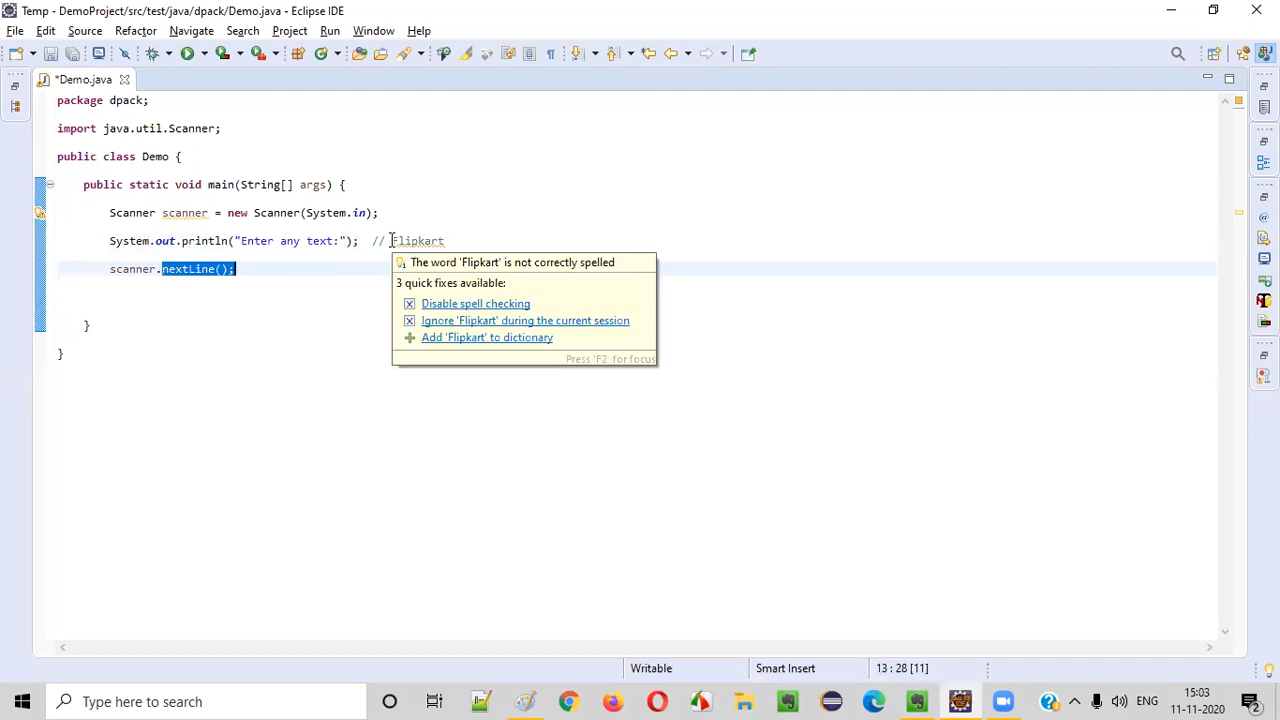 Temp - DemoProject/src/test/java/dpack/Demo.java - Eclipse IDE
File Edit Source Refactor Navigate Search Project Run Window Help
*Demo.java
package dpack;
import java.util.Scanner;
public class Demo {
public static void main(String[] args) {
Scanner scanner = new Scanner(System.in);
System.out.println("Enter any text:"); // Flipkart
scanner.nextLine();
The word 'Flipkart' is not correctly spelled
3 quick fixes available:
Disable spell checking
Ignore 'Flipkart' during the current session
Add 'Flipkart' to dictionary
Press 'F2' for focus
}
}
Writable Smart Insert 13 : 28 [11]
Type here to search
ENG
15:03
11-11-2020
2